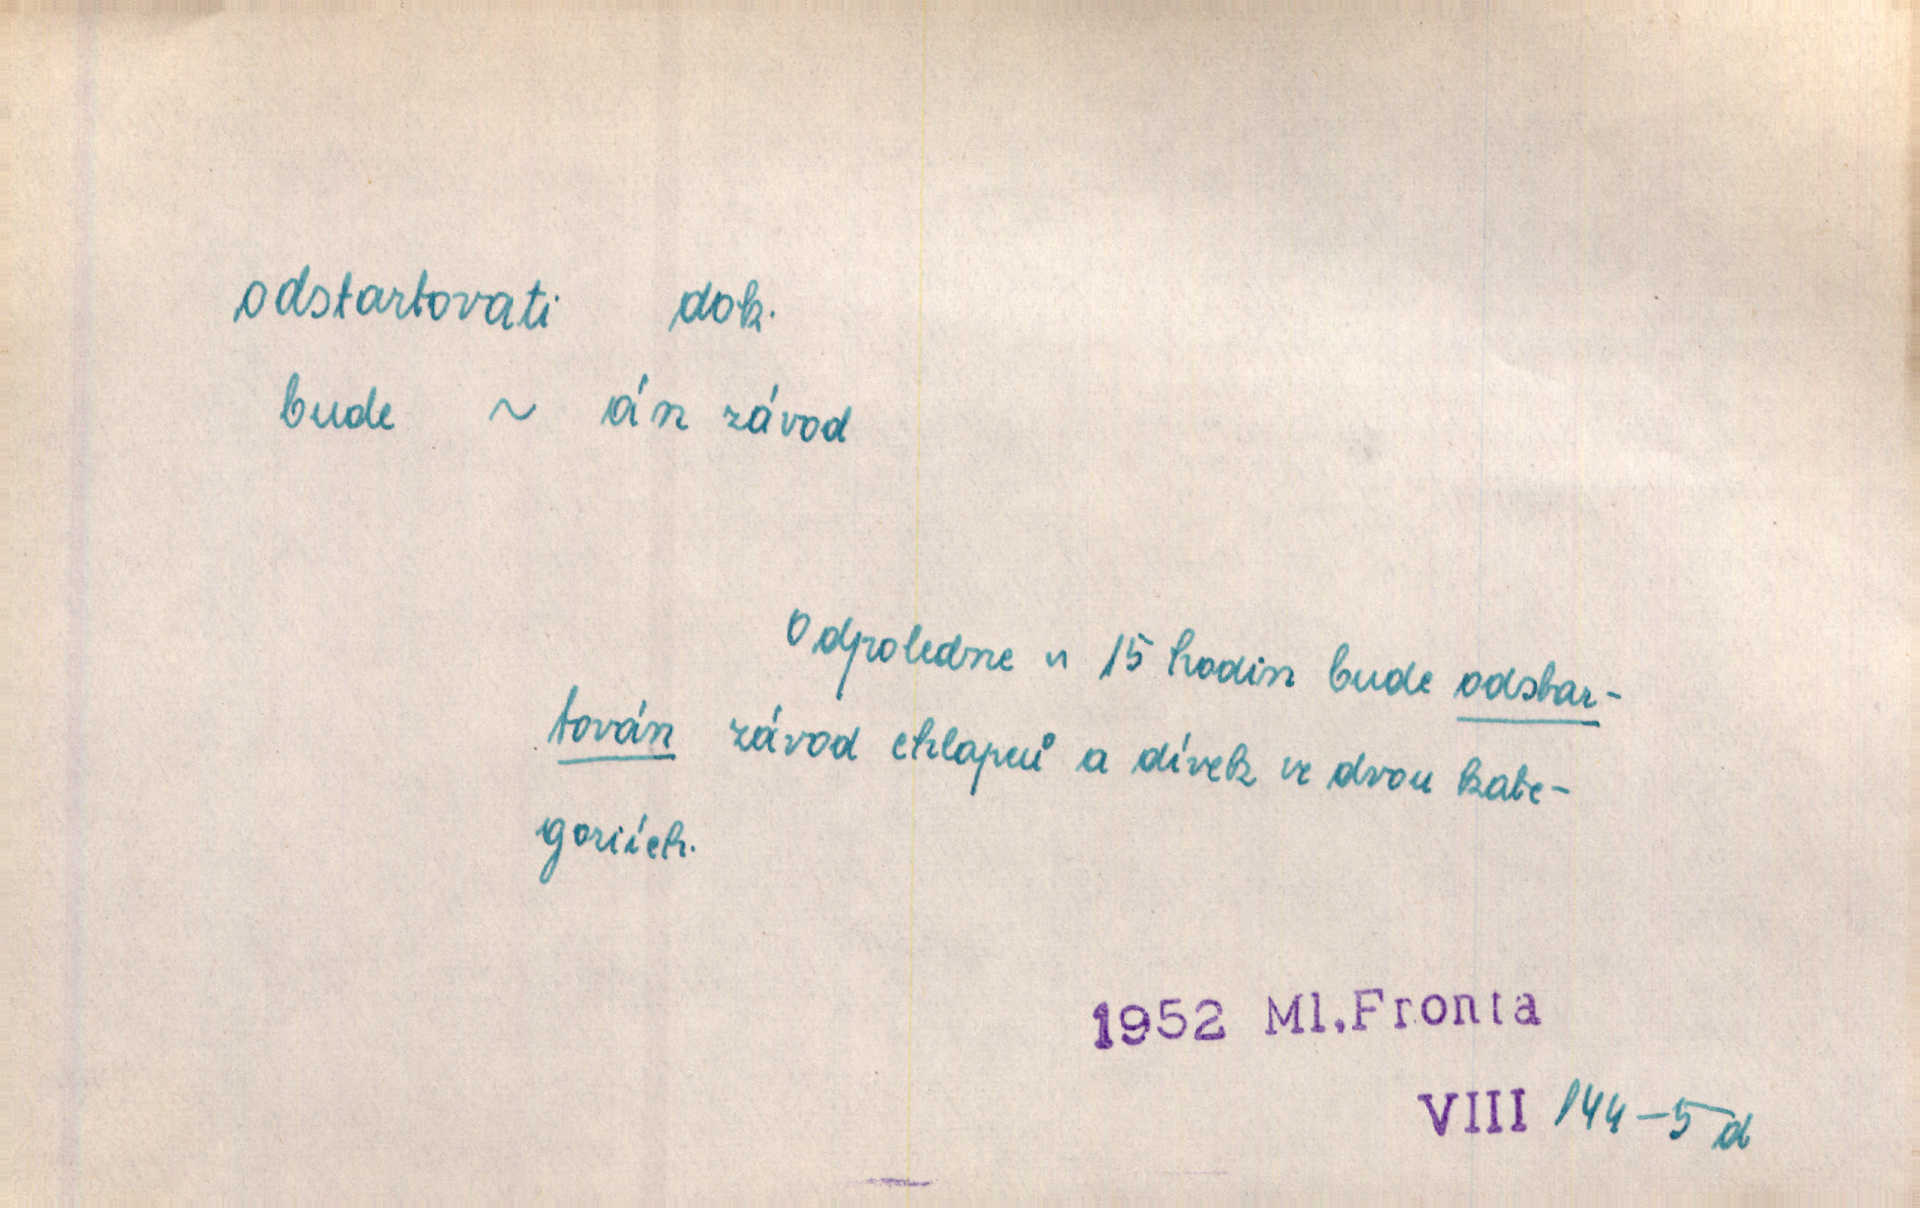 odstartovati dok.
bude ~ án závod
Odpoledne v 15 hodin bude odstar-
tován závod chlapců a dívek ve dvou kate-
goriích.
1952 Ml.Fronta
VIII 144-5d